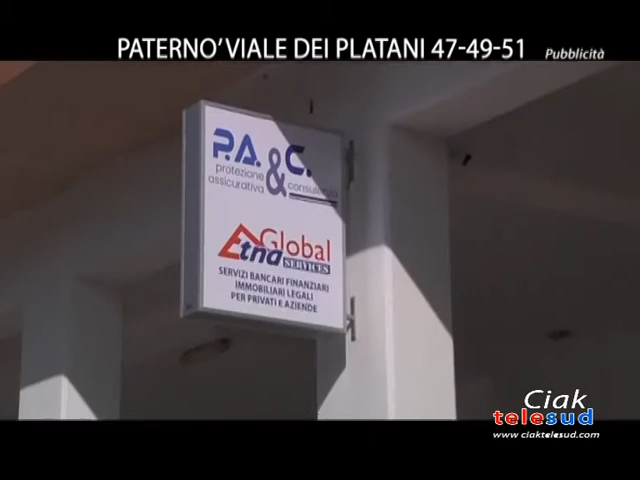 PATERNO' VIALE DEI PLATANI 47-49-51
Pubblicità
P.A. & C.
protezione assicurativa
consulenza
Etna Global
SERVICES
SERVIZI BANCARI FINANZIARI
IMMOBILIARI LEGALI
PER PRIVATI E AZIENDE
Ciak
telesud
www.ciaktelesud.com